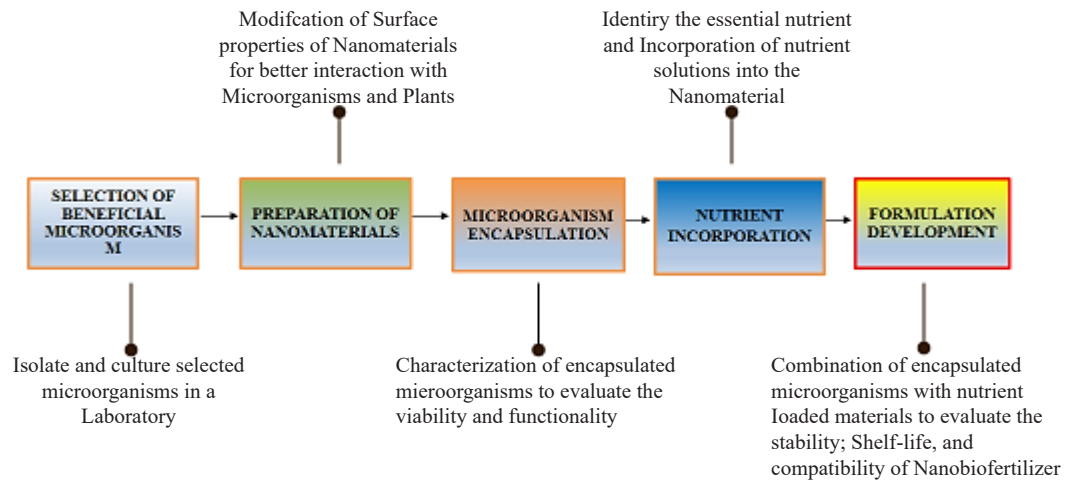 Modifcation of Surface
properties of Nanomaterials
for better interaction with
Microorganisms and Plants
Identiry the essential nutrient
and Incorporation of nutrient
solutions into the
Nanomaterial
SELECTION OF
BENEFICIAL
MICROORGANIS
M
PREPARATION OF
NANOMATERIALS
MICROORGANISM
ENCAPSULATION
NUTRIENT
INCORPORATION
FORMULATION
DEVELOPMENT
Isolate and culture selected
microorganisms in a
Laboratory
Characterization of encapsulated
mieroorganisms to evaluate the
viability and functionality
Combination of encapsulated
microorganisms with nutrient
Ioaded materials to evaluate the
stability; Shelf-life, and
compatibility of Nanobiofertilizer